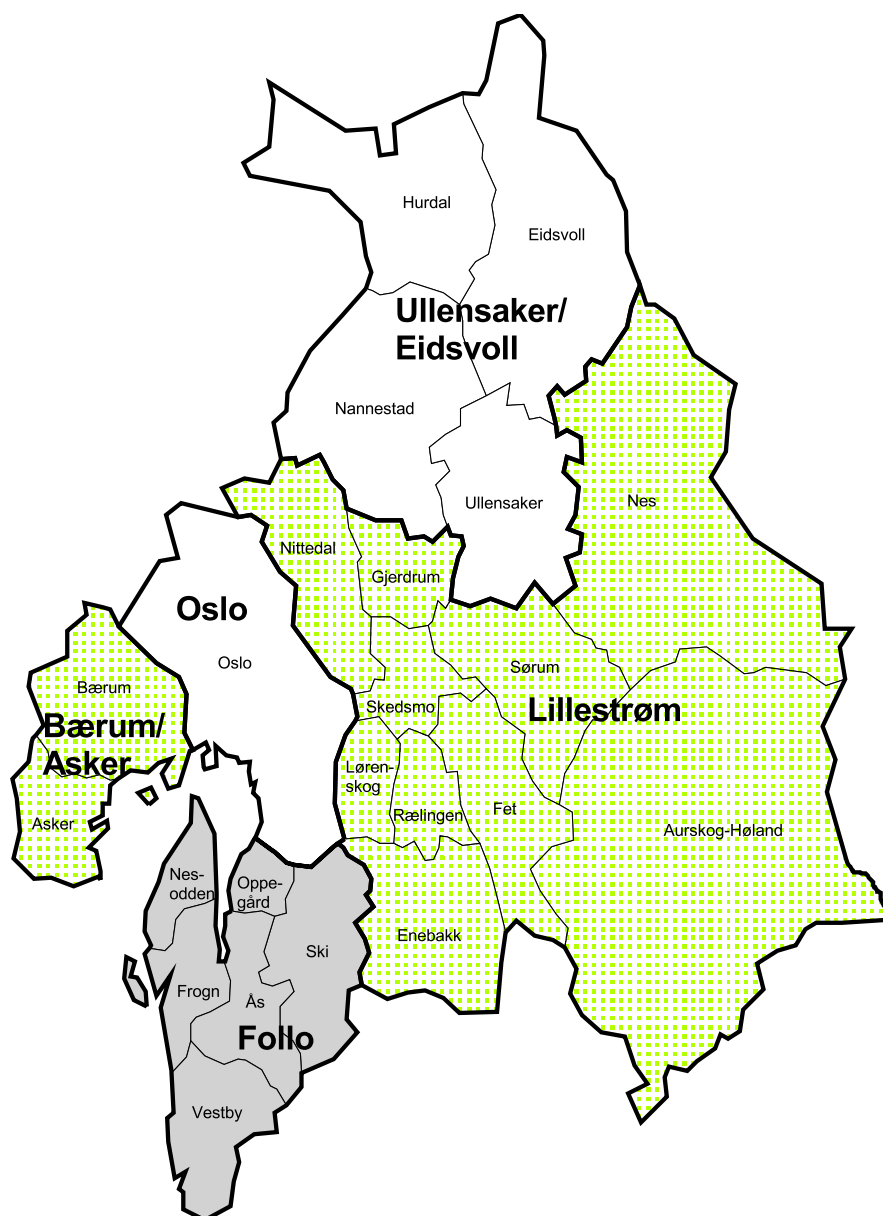 Hurdal
Eidsvoll
Ullensaker/
Eidsvoll
Nannestad
Ullensaker
Nes
Nittedal
Gjerdrum
Oslo
Oslo
Sørum
Bærum
Skedsmo
Lillestrøm
Bærum/
Asker
Løren-
skog
Asker
Rælingen
Fet
Aurskog-Høland
Nes-
odden
Oppe-
gård
Enebakk
Ski
Frogn
Ås
Follo
Vestby